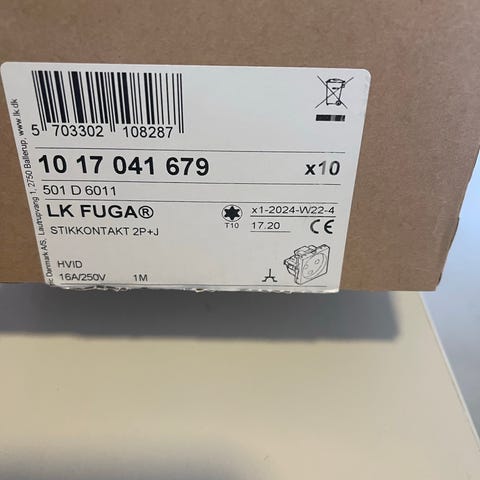 5 703302 108287
10 17 041 679 x10
501 D 6011
LK FUGA®
STIKKONTAKT 2P+J
T10
x1-2024-W22-4
17.20 CE
HVID
16A/250V 1M
Danmark A/S, Lautrupvang 1, 2750 Ballerup, www.lk.dk